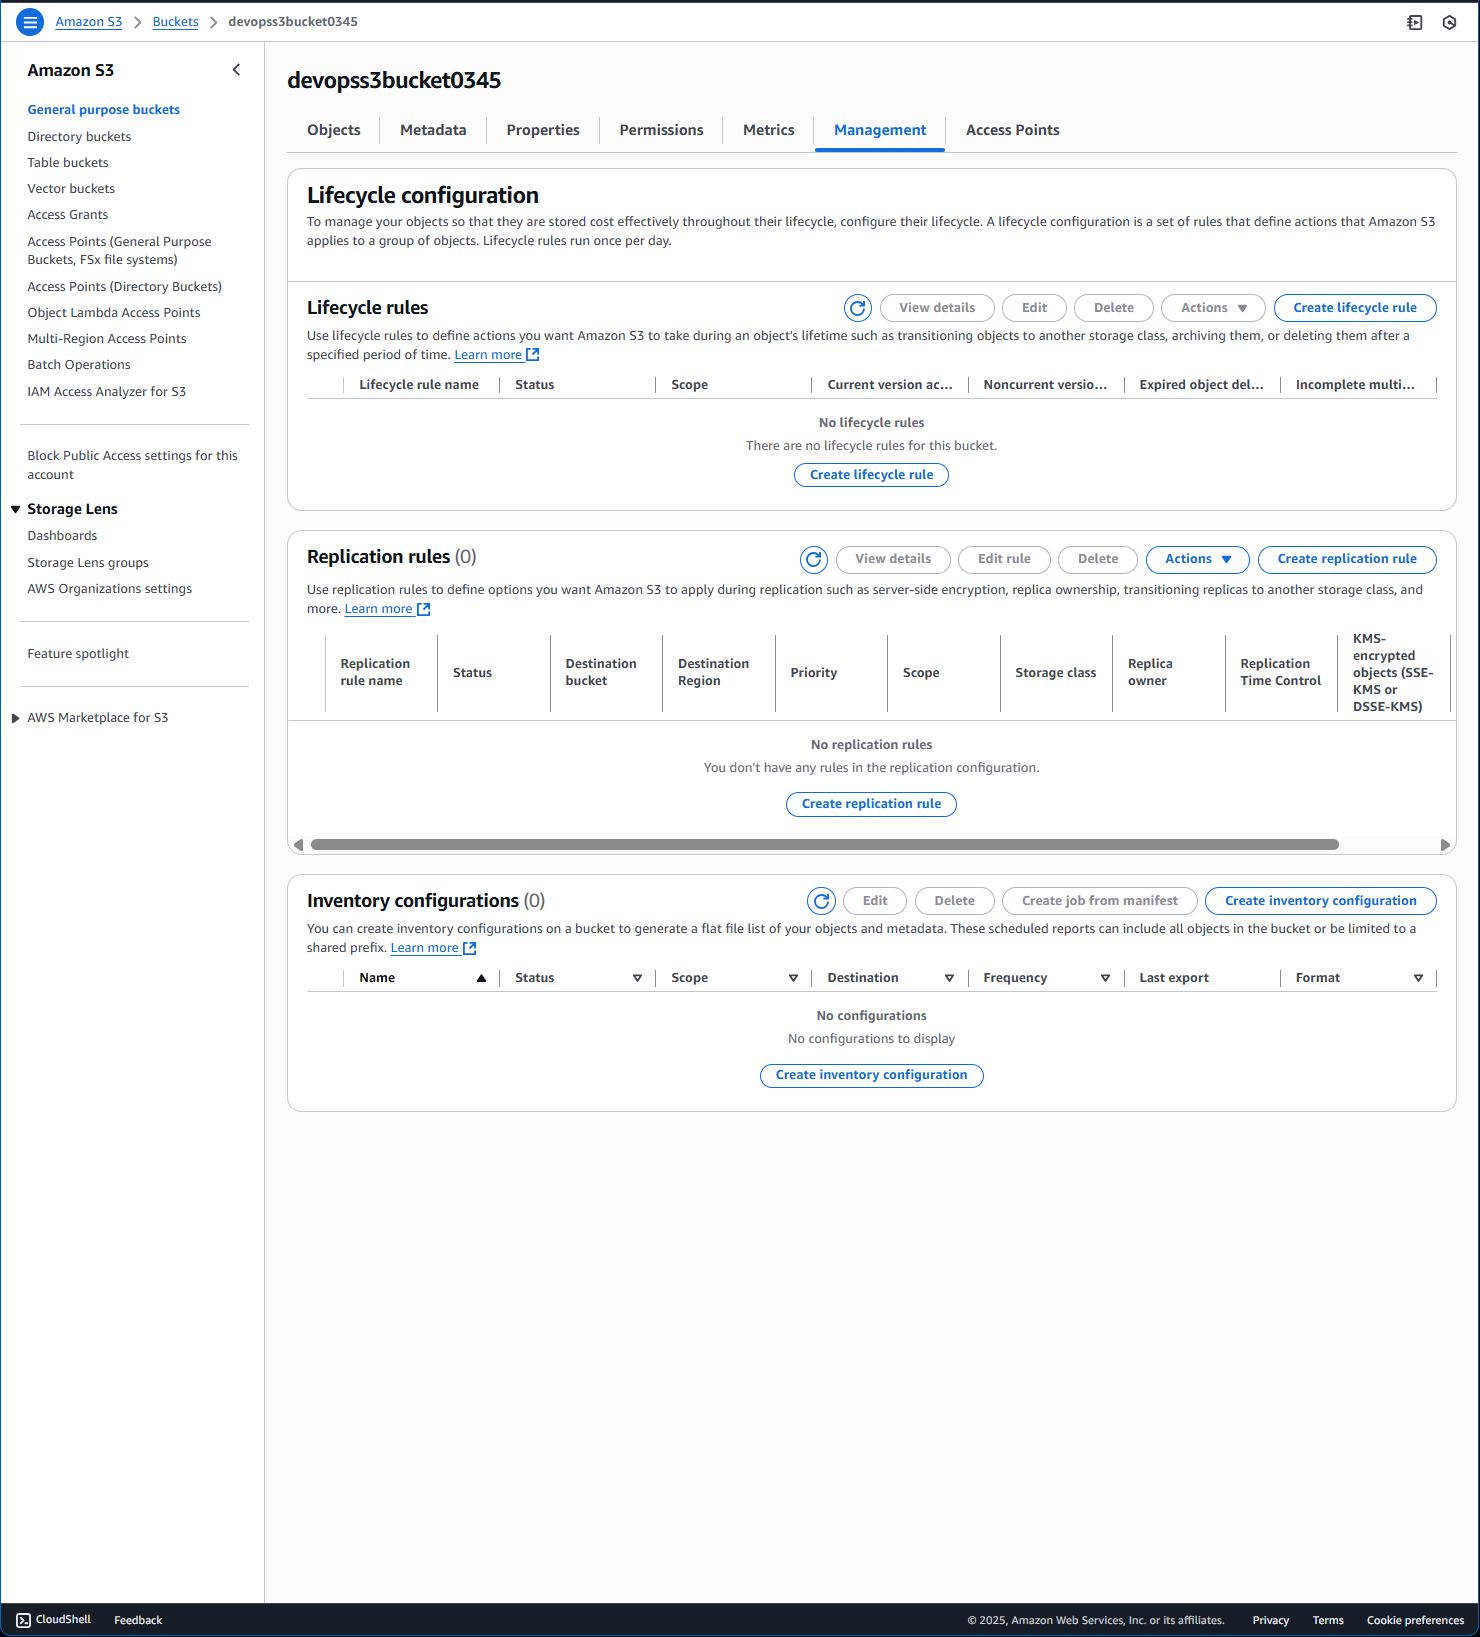 Amazon S3 > Buckets > devopss3bucket0345
Amazon S3
General purpose buckets
Directory buckets
Table buckets
Vector buckets
Access Grants
Access Points (General Purpose
Buckets, FSx file systems)
Access Points (Directory Buckets)
Object Lambda Access Points
Multi-Region Access Points
Batch Operations
IAM Access Analyzer for S3
Block Public Access settings for this
account
Storage Lens
Dashboards
Storage Lens groups
AWS Organizations settings
Feature spotlight
AWS Marketplace for S3
devopss3bucket0345
Objects Metadata Properties Permissions Metrics Management Access Points
Lifecycle configuration
To manage your objects so that they are stored cost effectively throughout their lifecycle, configure their lifecycle. A lifecycle configuration is a set of rules that define actions that Amazon S3
applies to a group of objects. Lifecycle rules run once per day.
Lifecycle rules View details Edit Delete Actions Create lifecycle rule
Use lifecycle rules to define actions you want Amazon S3 to take during an object's lifetime such as transitioning objects to another storage class, archiving them, or deleting them after a
specified period of time. Learn more
Lifecycle rule name Status Scope Current version ac... Noncurrent versio... Expired object del... Incomplete multi...
No lifecycle rules
There are no lifecycle rules for this bucket.
Create lifecycle rule
Replication rules (0) View details Edit rule Delete Actions Create replication rule
Use replication rules to define options you want Amazon S3 to apply during replication such as server-side encryption, replica ownership, transitioning replicas to another storage class, and
more. Learn more
Replication rule name Status Destination bucket Destination Region Priority Scope Storage class Replica owner Replication Time Control KMS-encrypted objects (SSE-KMS or DSSE-KMS)
No replication rules
You don't have any rules in the replication configuration.
Create replication rule
Inventory configurations (0) Edit Delete Create job from manifest Create inventory configuration
You can create inventory configurations on a bucket to generate a flat file list of your objects and metadata. These scheduled reports can include all objects in the bucket or be limited to a
shared prefix. Learn more
Name Status Scope Destination Frequency Last export Format
No configurations
No configurations to display
Create inventory configuration
CloudShell Feedback © 2025, Amazon Web Services, Inc. or its affiliates. Privacy Terms Cookie preferences